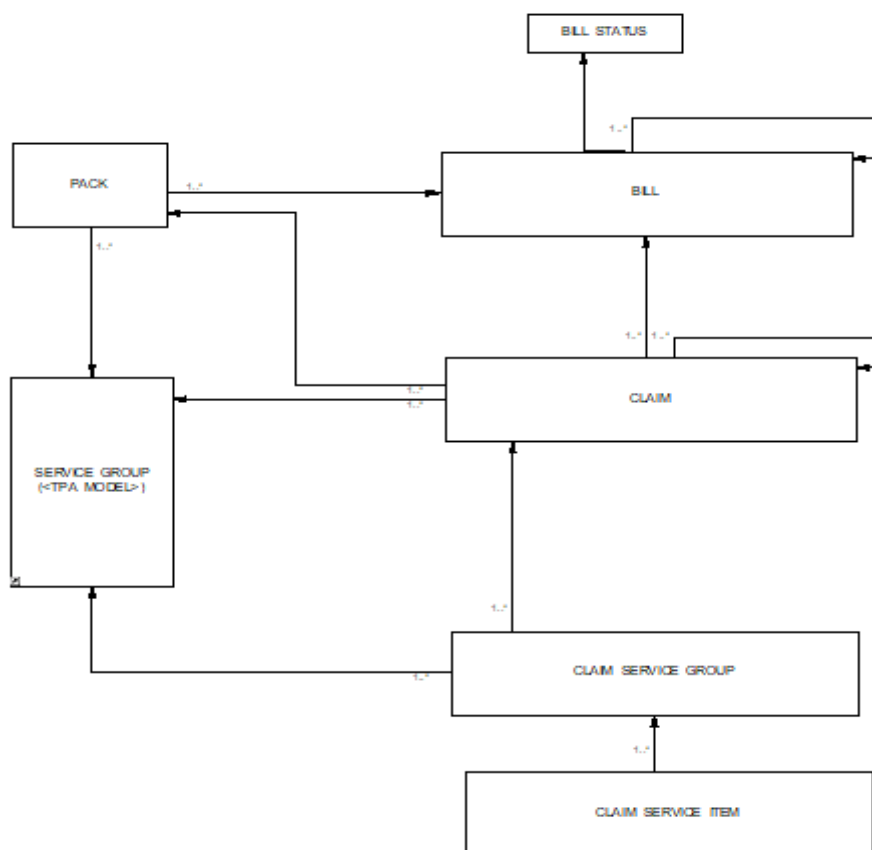 BILL STATUS
1..*
PACK
1..*
BILL
1..*
1..* 1..*
1..*
CLAIM
1..*
SERVICE GROUP
(<TPA MODEL>)
1..*
CLAIM SERVICE GROUP
1..*
1..*
CLAIM SERVICE ITEM